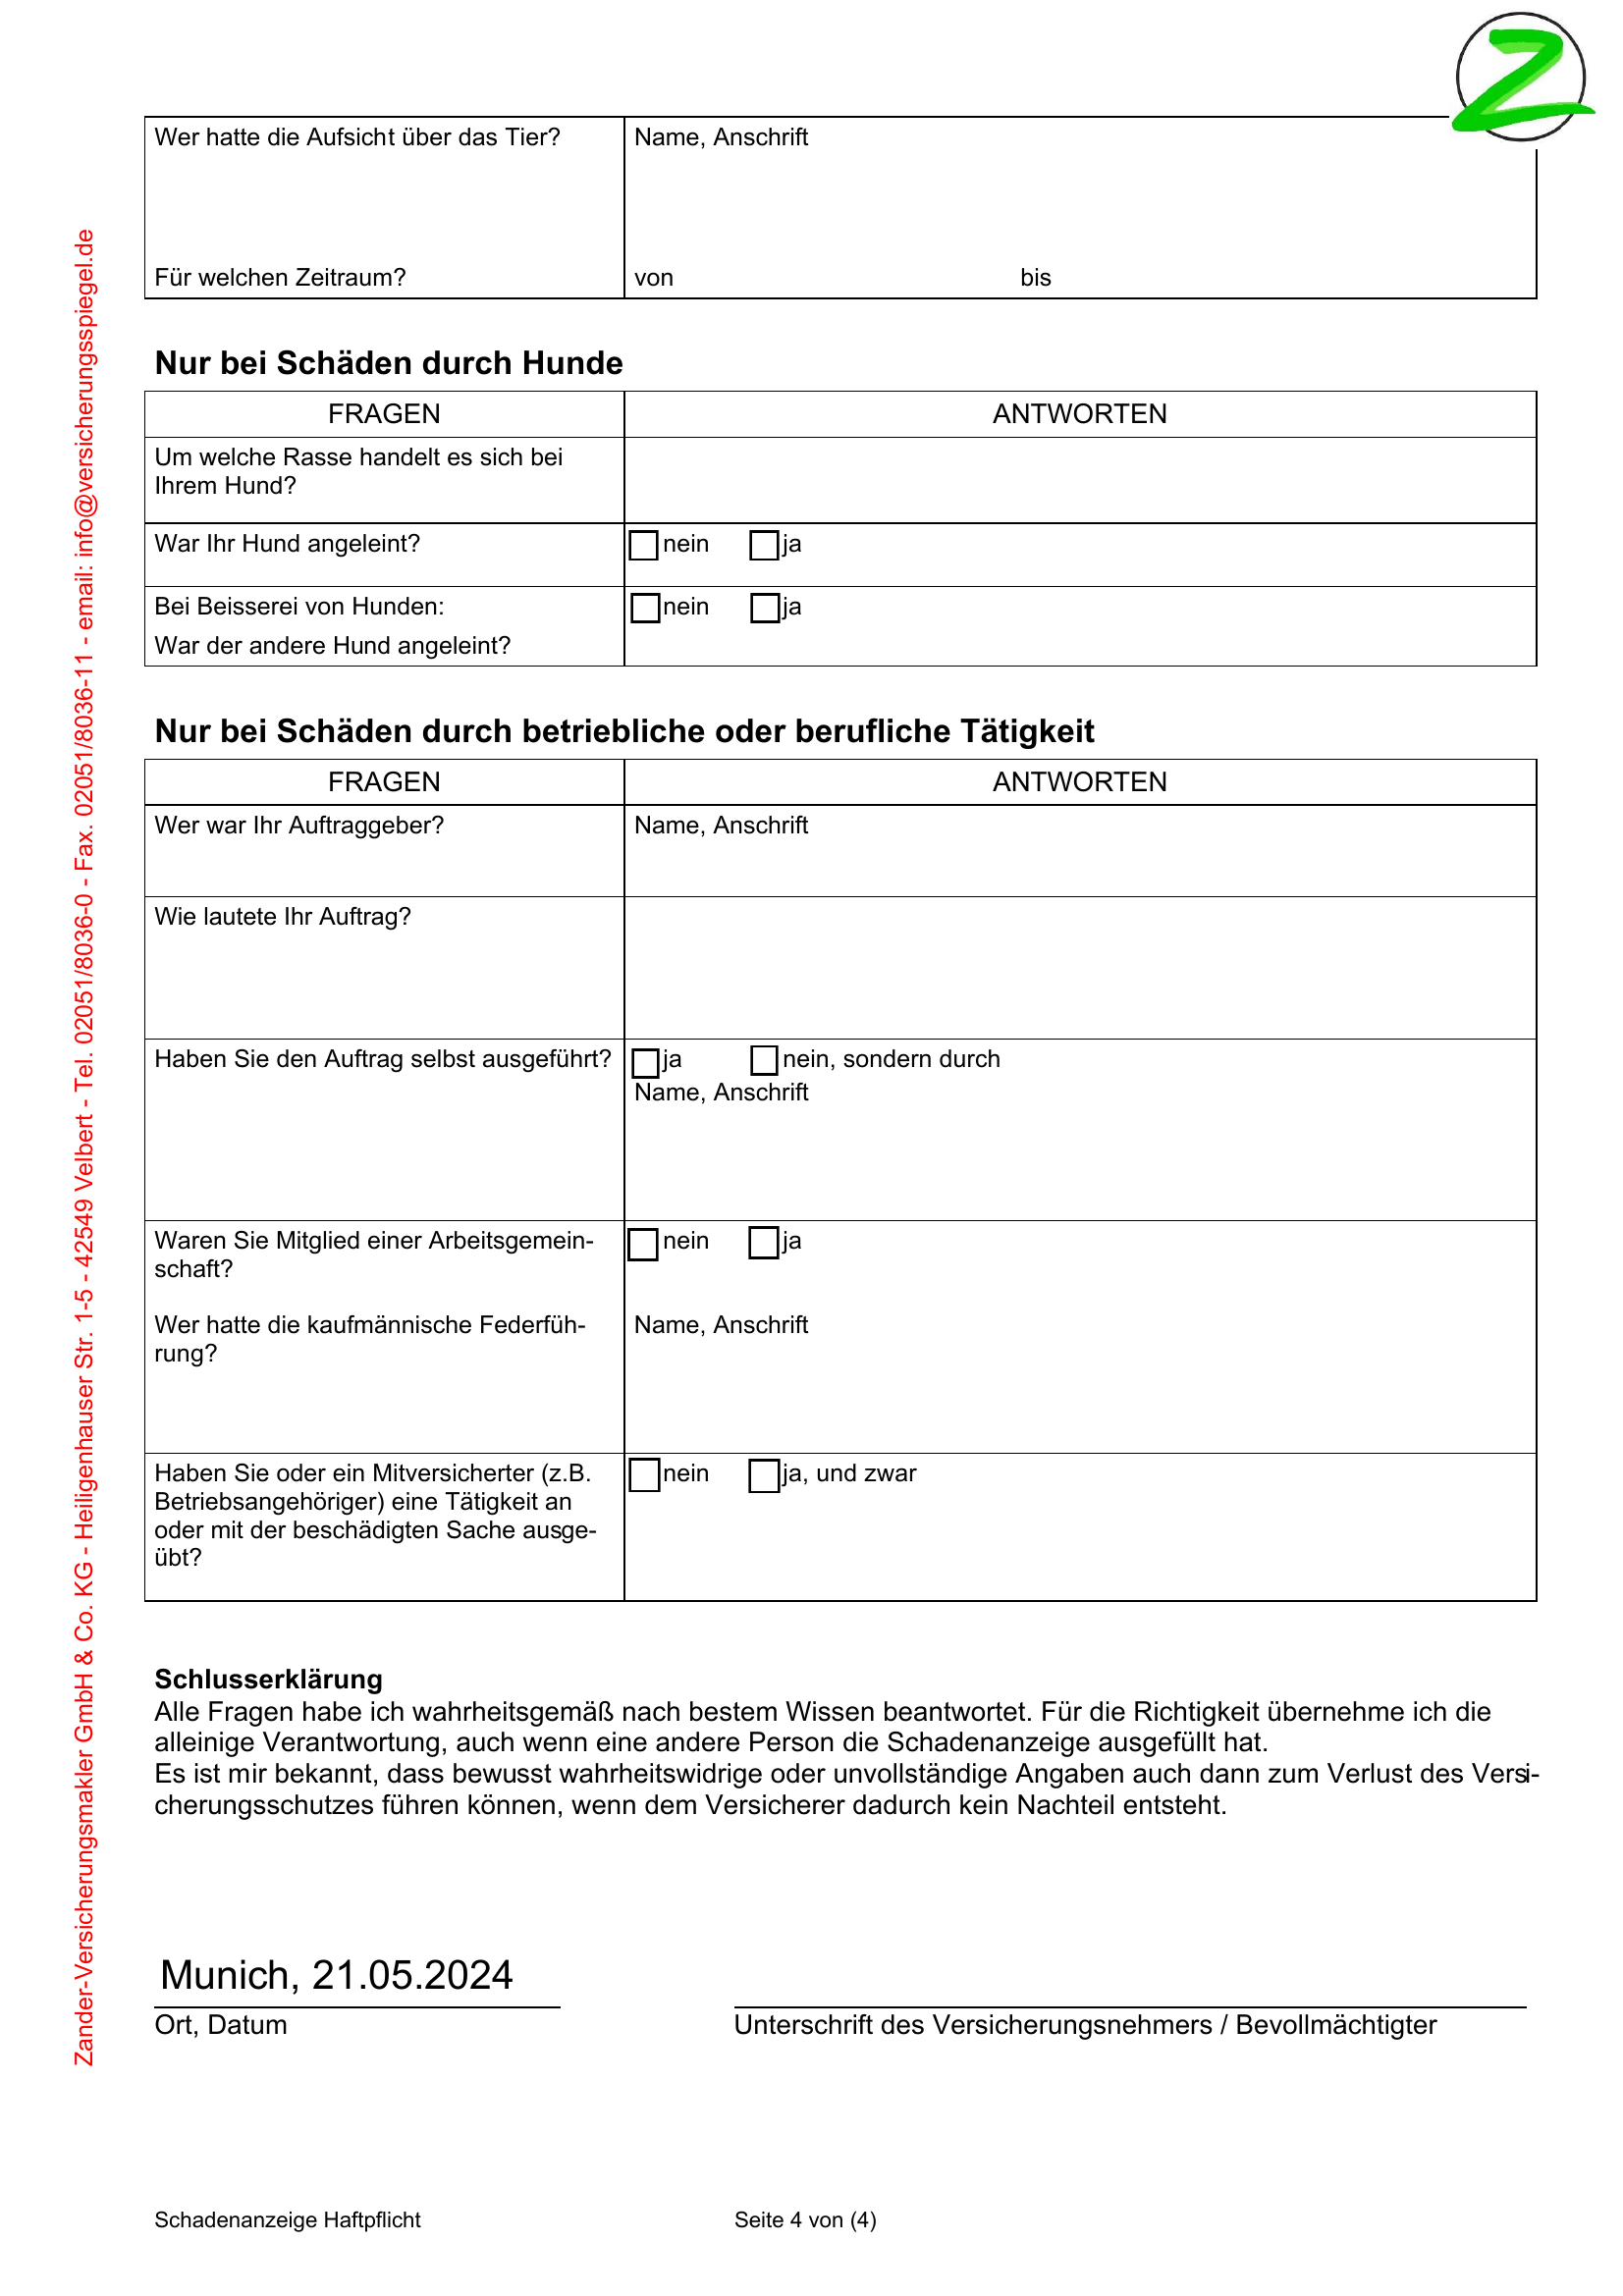 Z
Wer hatte die Aufsicht über das Tier?
Name, Anschrift
Für welchen Zeitraum?
von bis
Nur bei Schäden durch Hunde
FRAGEN ANTWORTEN
Um welche Rasse handelt es sich bei
Ihrem Hund?
War Ihr Hund angeleint?
nein ja
Bei Beisserei von Hunden:
nein ja
War der andere Hund angeleint?
Nur bei Schäden durch betriebliche oder berufliche Tätigkeit
FRAGEN ANTWORTEN
Wer war Ihr Auftraggeber?
Name, Anschrift
Wie lautete Ihr Auftrag?
Haben Sie den Auftrag selbst ausgeführt?
ja nein, sondern durch
Name, Anschrift
Waren Sie Mitglied einer Arbeitsgemein-
schaft?
nein ja
Wer hatte die kaufmännische Federfüh-
rung?
Name, Anschrift
Haben Sie oder ein Mitversicherter (z.B.
Betriebsangehöriger) eine Tätigkeit an
oder mit der beschädigten Sache ausge-
übt?
nein ja, und zwar
Schlusserklärung
Alle Fragen habe ich wahrheitsgemäß nach bestem Wissen beantwortet. Für die Richtigkeit übernehme ich die
alleinige Verantwortung, auch wenn eine andere Person die Schadenanzeige ausgefüllt hat.
Es ist mir bekannt, dass bewusst wahrheitswidrige oder unvollständige Angaben auch dann zum Verlust des Versi-
cherungsschutzes führen können, wenn dem Versicherer dadurch kein Nachteil entsteht.
Munich, 21.05.2024
Ort, Datum
Unterschrift des Versicherungsnehmers / Bevollmächtigter
Schadenanzeige Haftpflicht
Seite 4 von (4)
Zander-Versicherungsmakler GmbH & Co. KG - Heiligenhauser Str. 1-5 - 42549 Velbert - Tel. 02051/8036-0 - Fax. 02051/8036-11 - email: info@versicherungsspiegel.de